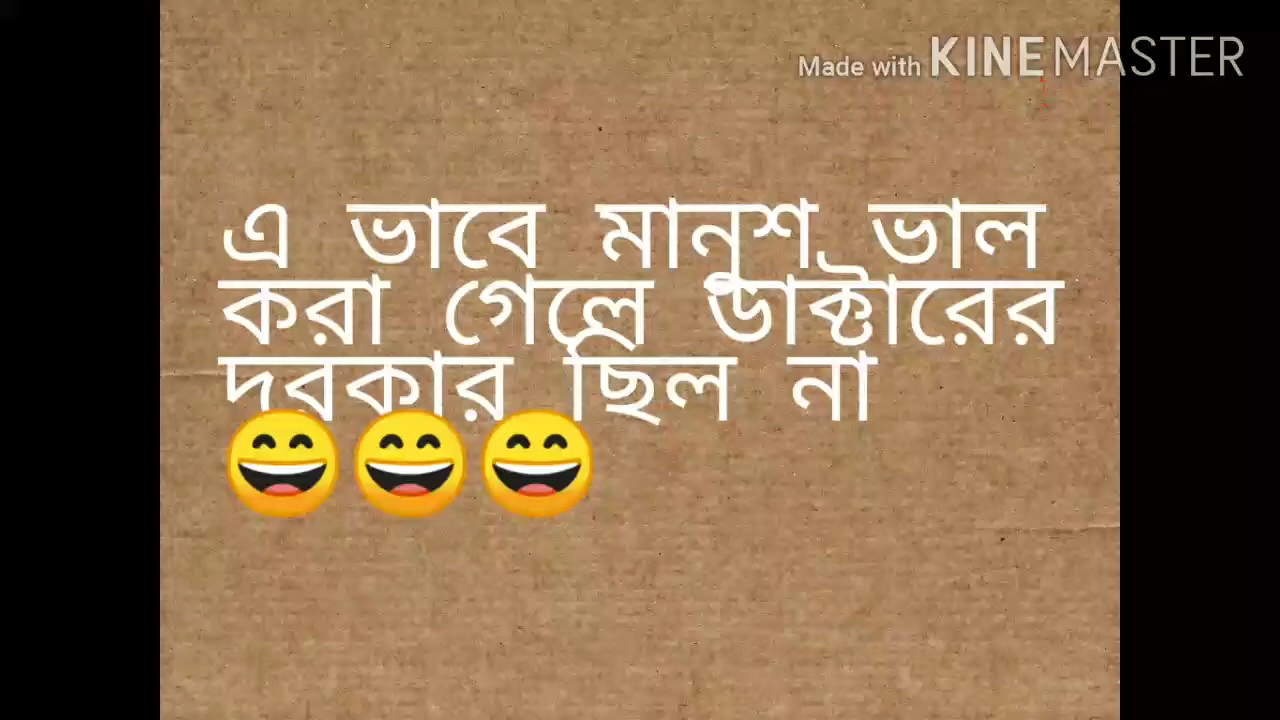 Made with KINEMASTER
এ ভাবে মানুশ ভাল
করা গেলে ডাক্টারের
দরকার ছিল না
😄😄😄